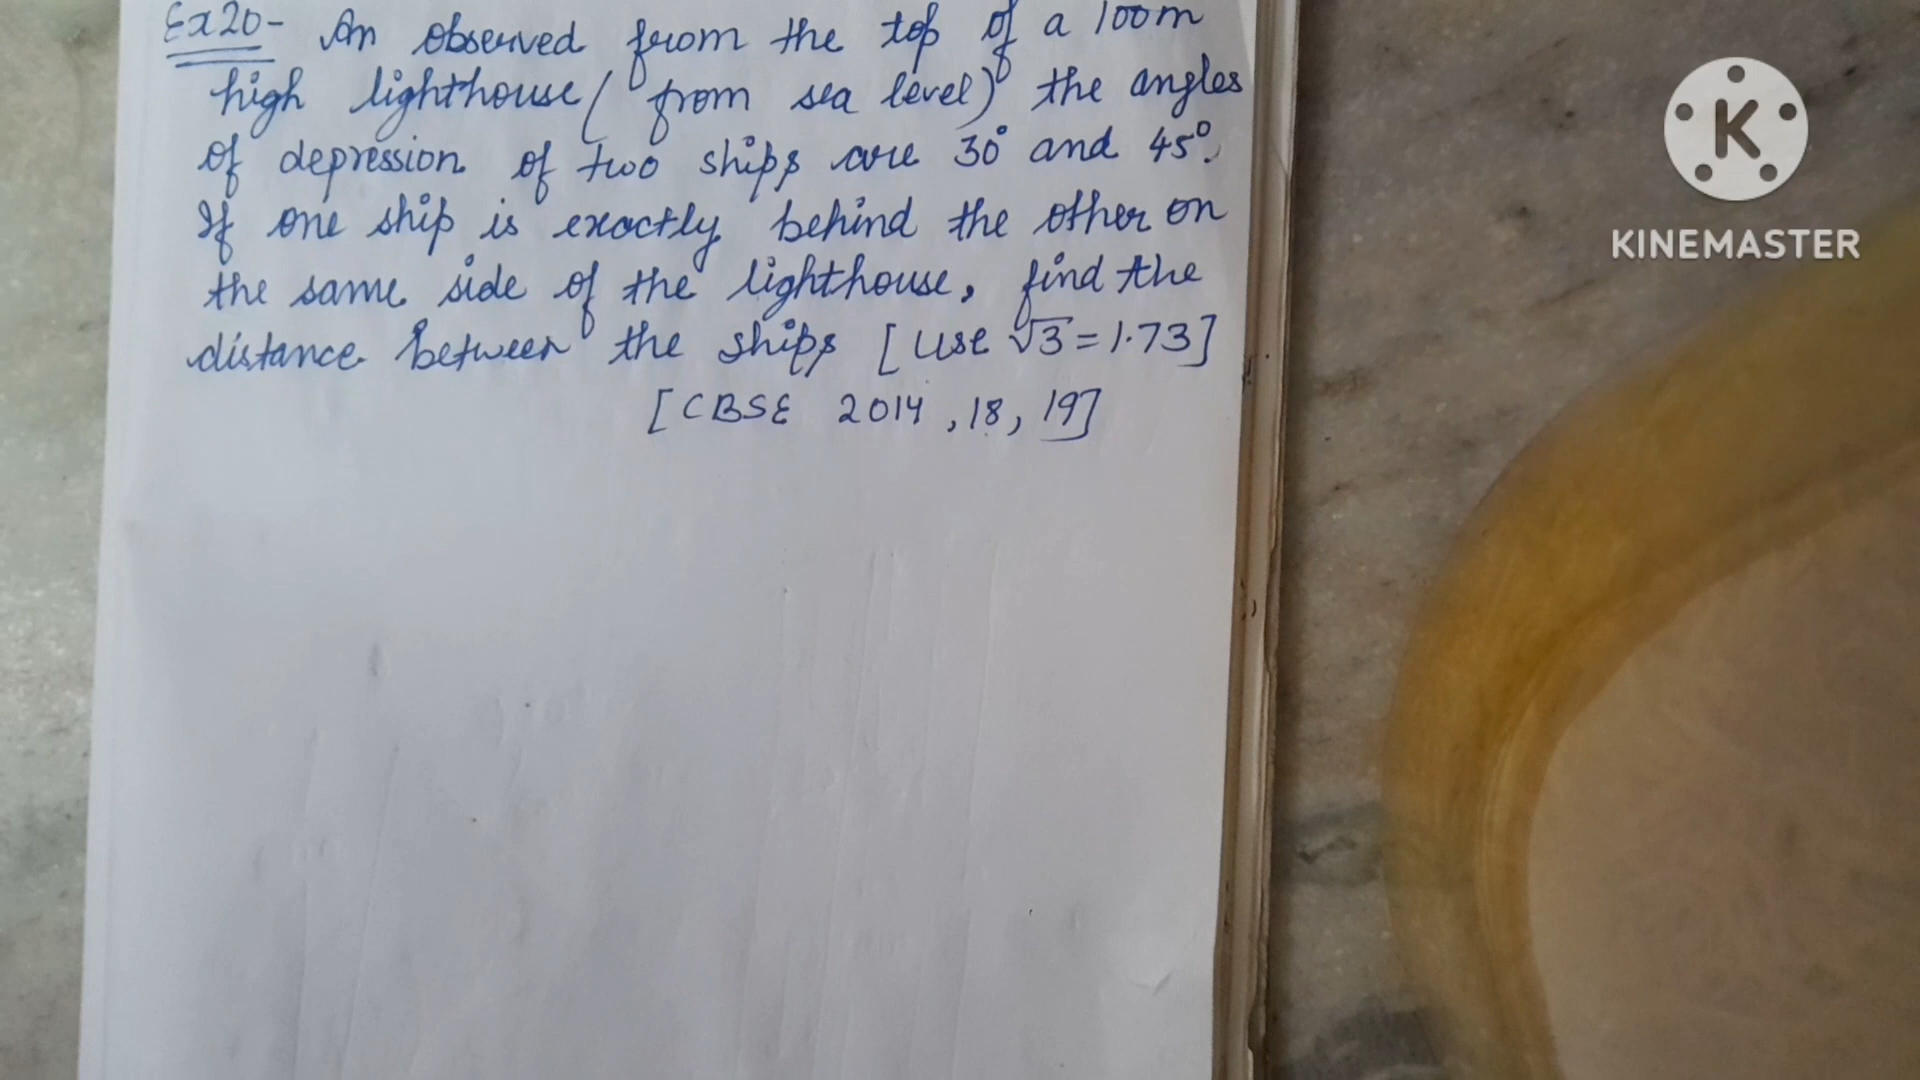 Ex20- An observed from the top of a 100m
high lighthouse (from sea level) the angles
of depression of two ships are 30° and 45°.
If one ship is exactly behind the other on
the same side of the lighthouse, find the
distance between the ships [use √3=1.73]
[CBSE 2014, 18, 19]
K
KINEMASTER